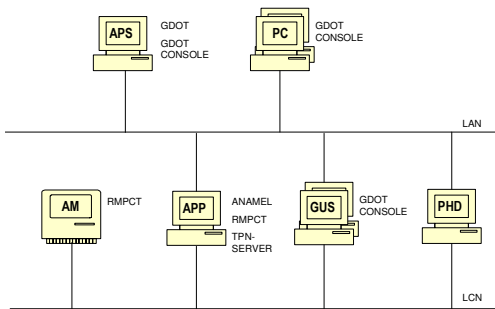 APS
GDOT
GDOT
CONSOLE
PC
GDOT
CONSOLE
LAN
AM
RMPCT
APP
ANAMEL
RMPCT
TPN-
SERVER
GUS
GDOT
CONSOLE
PHD
LCN